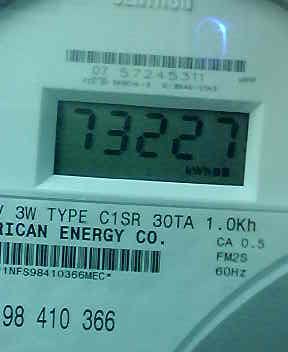 CENTRON
07 57245311
73227
kWh
V 3W TYPE C1SR 30TA 1.0Kh
RICAN ENERGY CO.
CA 0.5
FM2S
1NFS98410366MEC*
60Hz
98 410 366